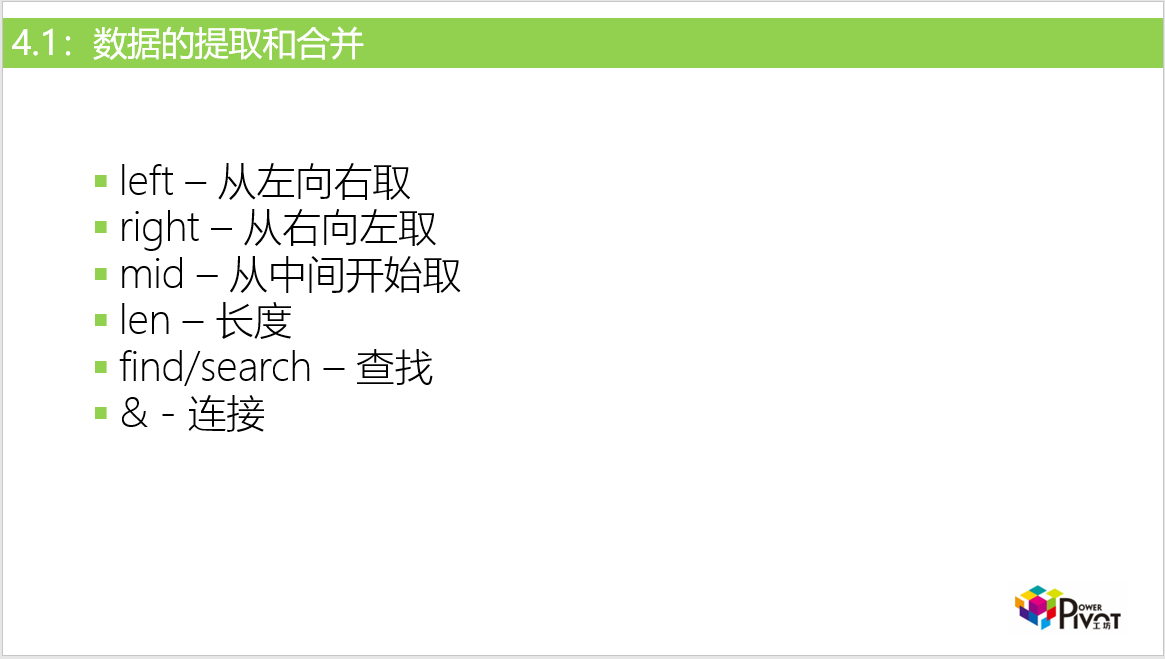 4.1：数据的提取和合并
left – 从左向右取
right – 从右向左取
mid – 从中间开始取
len – 长度
find/search – 查找
& - 连接
POWER
PIVOT
工坊